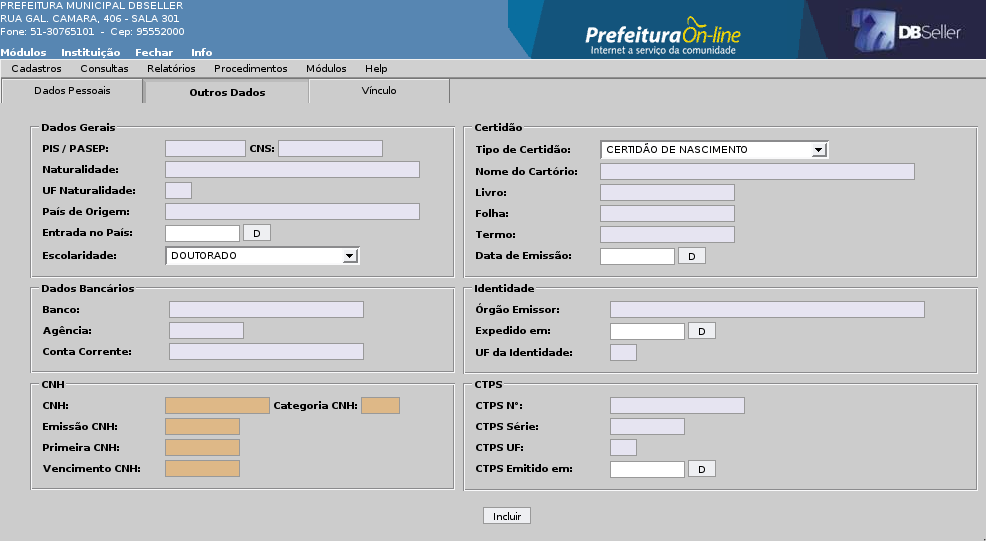 PREFEITURA MUNICIPAL DBSELLER
RUA GAL. CAMARA, 406 - SALA 301
Fone: 51-30765101 - Cep: 95552000
Módulos Instituição Fechar Info
Prefeitura On-line
Internet a serviço da comunidade
DBSeller
Cadastros Consultas Relatórios Procedimentos Módulos Help
Dados Pessoais Outros Dados Vínculo
Dados Gerais
PIS / PASEP: CNS:
Naturalidade:
UF Naturalidade:
País de Origem:
Entrada no País: D
Escolaridade: DOUTORADO
Certidão
Tipo de Certidão: CERTIDÃO DE NASCIMENTO
Nome do Cartório:
Livro:
Folha:
Termo:
Data de Emissão: D
Dados Bancários
Banco:
Agência:
Conta Corrente:
Identidade
Órgão Emissor:
Expedido em: D
UF da Identidade:
CNH
CNH: Categoria CNH:
Emissão CNH:
Primeira CNH:
Vencimento CNH:
CTPS
CTPS N°:
CTPS Série:
CTPS UF:
CTPS Emitido em: D
Incluir